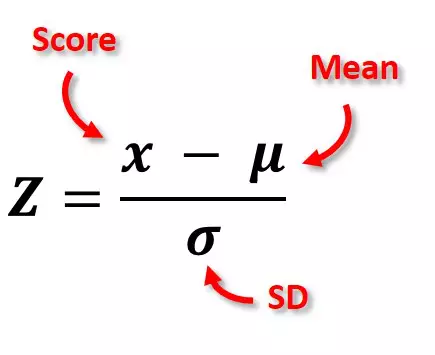 Score
Mean
Z = x − μ
σ
SD